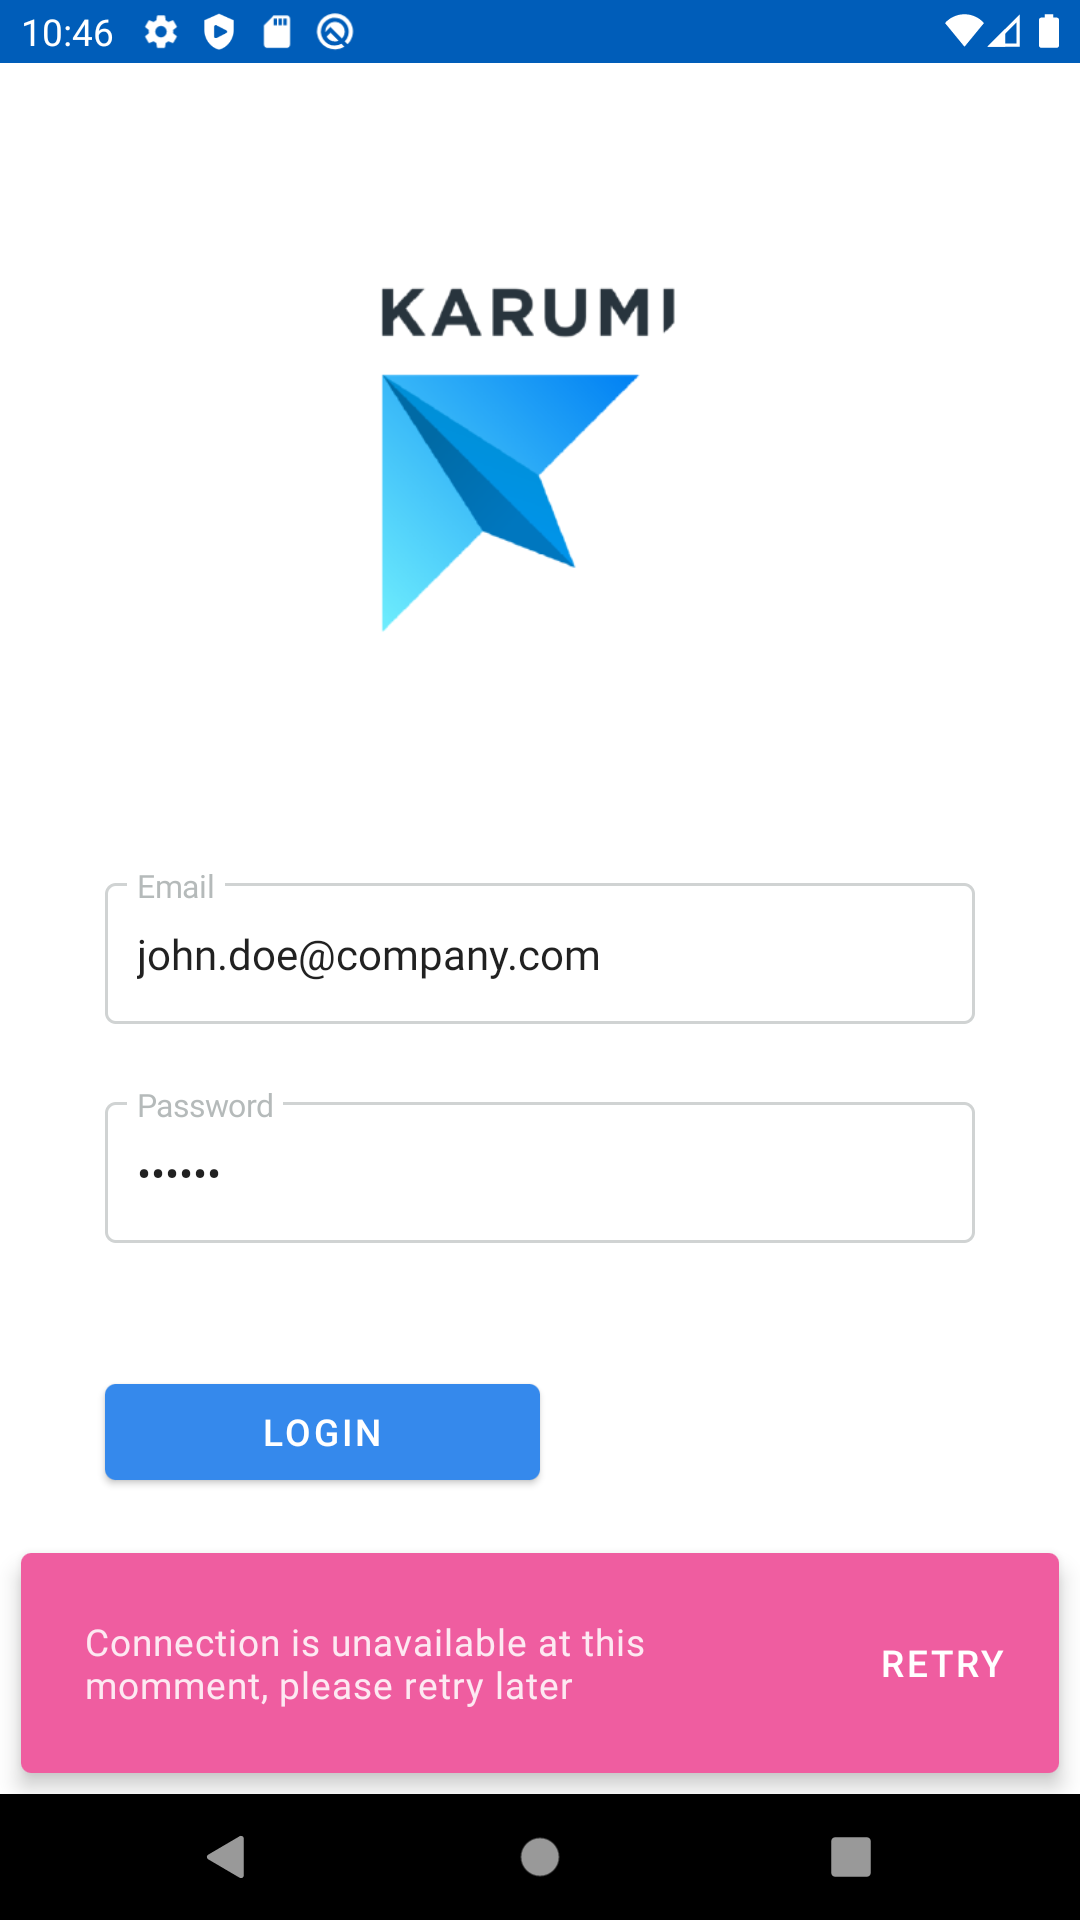 10:46
KARUMI
Email
john.doe@company.com
Password
••••••
LOGIN
Connection is unavailable at this
momment, please retry later
RETRY